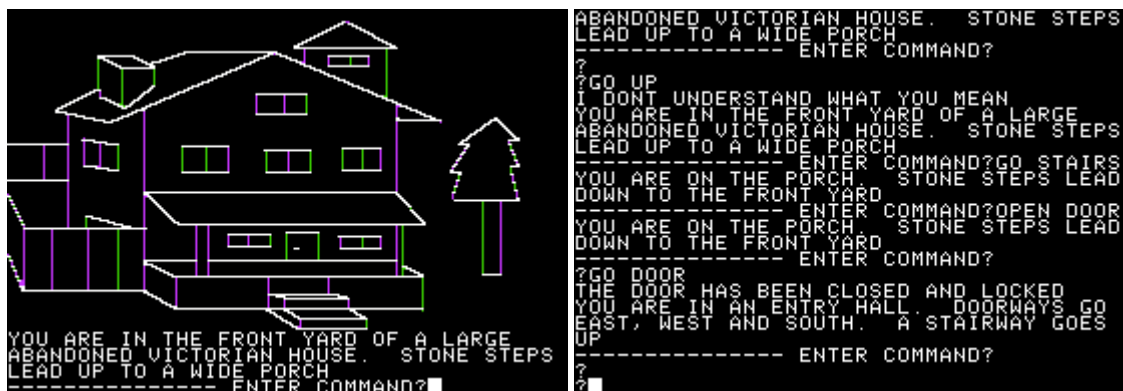 YOU ARE IN THE FRONT YARD OF A LARGE
ABANDONED VICTORIAN HOUSE.  STONE STEPS
LEAD UP TO A WIDE PORCH
--------------- ENTER COMMAND?
ABANDONED VICTORIAN HOUSE.  STONE STEPS
LEAD UP TO A WIDE PORCH
--------------- ENTER COMMAND?
?
?GO UP
I DONT UNDERSTAND WHAT YOU MEAN
YOU ARE IN THE FRONT YARD OF A LARGE
ABANDONED VICTORIAN HOUSE.  STONE STEPS
LEAD UP TO A WIDE PORCH
--------------- ENTER COMMAND?GO STAIRS
YOU ARE ON THE PORCH.  STONE STEPS LEAD
DOWN TO THE FRONT YARD
--------------- ENTER COMMAND?OPEN DOOR
YOU ARE ON THE PORCH.  STONE STEPS LEAD
DOWN TO THE FRONT YARD
--------------- ENTER COMMAND?
?GO DOOR
THE DOOR HAS BEEN CLOSED AND LOCKED
YOU ARE IN AN ENTRY HALL.  DOORWAYS GO
EAST, WEST AND SOUTH.  A STAIRWAY GOES
UP
--------------- ENTER COMMAND?
?
?